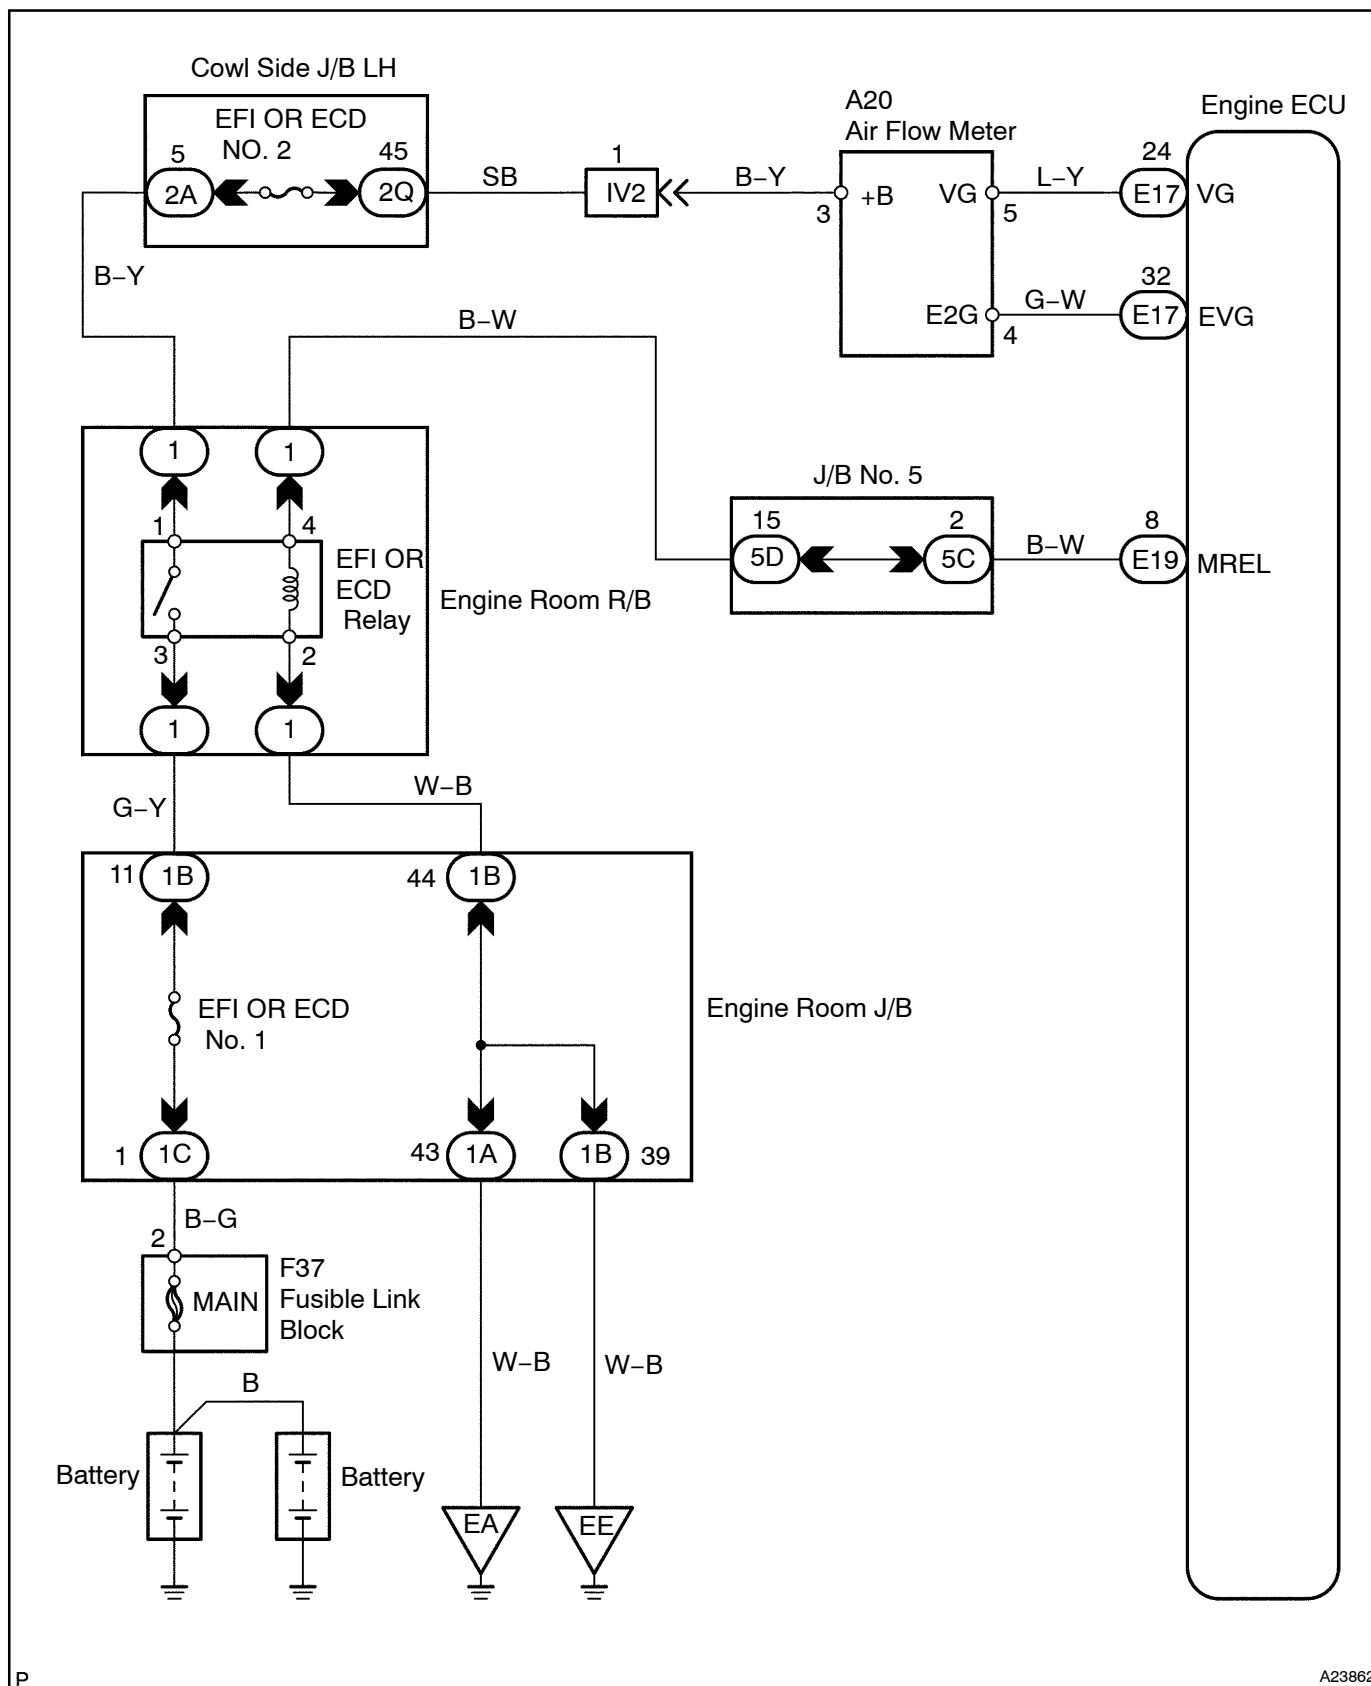 Cowl Side J/B LH
EFI OR ECD
NO. 2
5
45
2A
2Q
SB
1
IV2
B–Y
A20
Air Flow Meter
3
+B
VG
5
E2G
4
L–Y
G–W
Engine ECU
24
E17
VG
32
E17
EVG
B–Y
B–W
1
1
1
4
EFI OR
ECD
Relay
Engine Room R/B
3
2
1
1
J/B No. 5
15
2
5D
5C
B–W
8
E19
MREL
G–Y
W–B
11
1B
44
1B
EFI OR ECD
No. 1
Engine Room J/B
1
1C
43
1A
1B
39
B–G
2
MAIN
F37
Fusible Link
Block
B
W–B
W–B
Battery
Battery
EA
EE
P
A23862